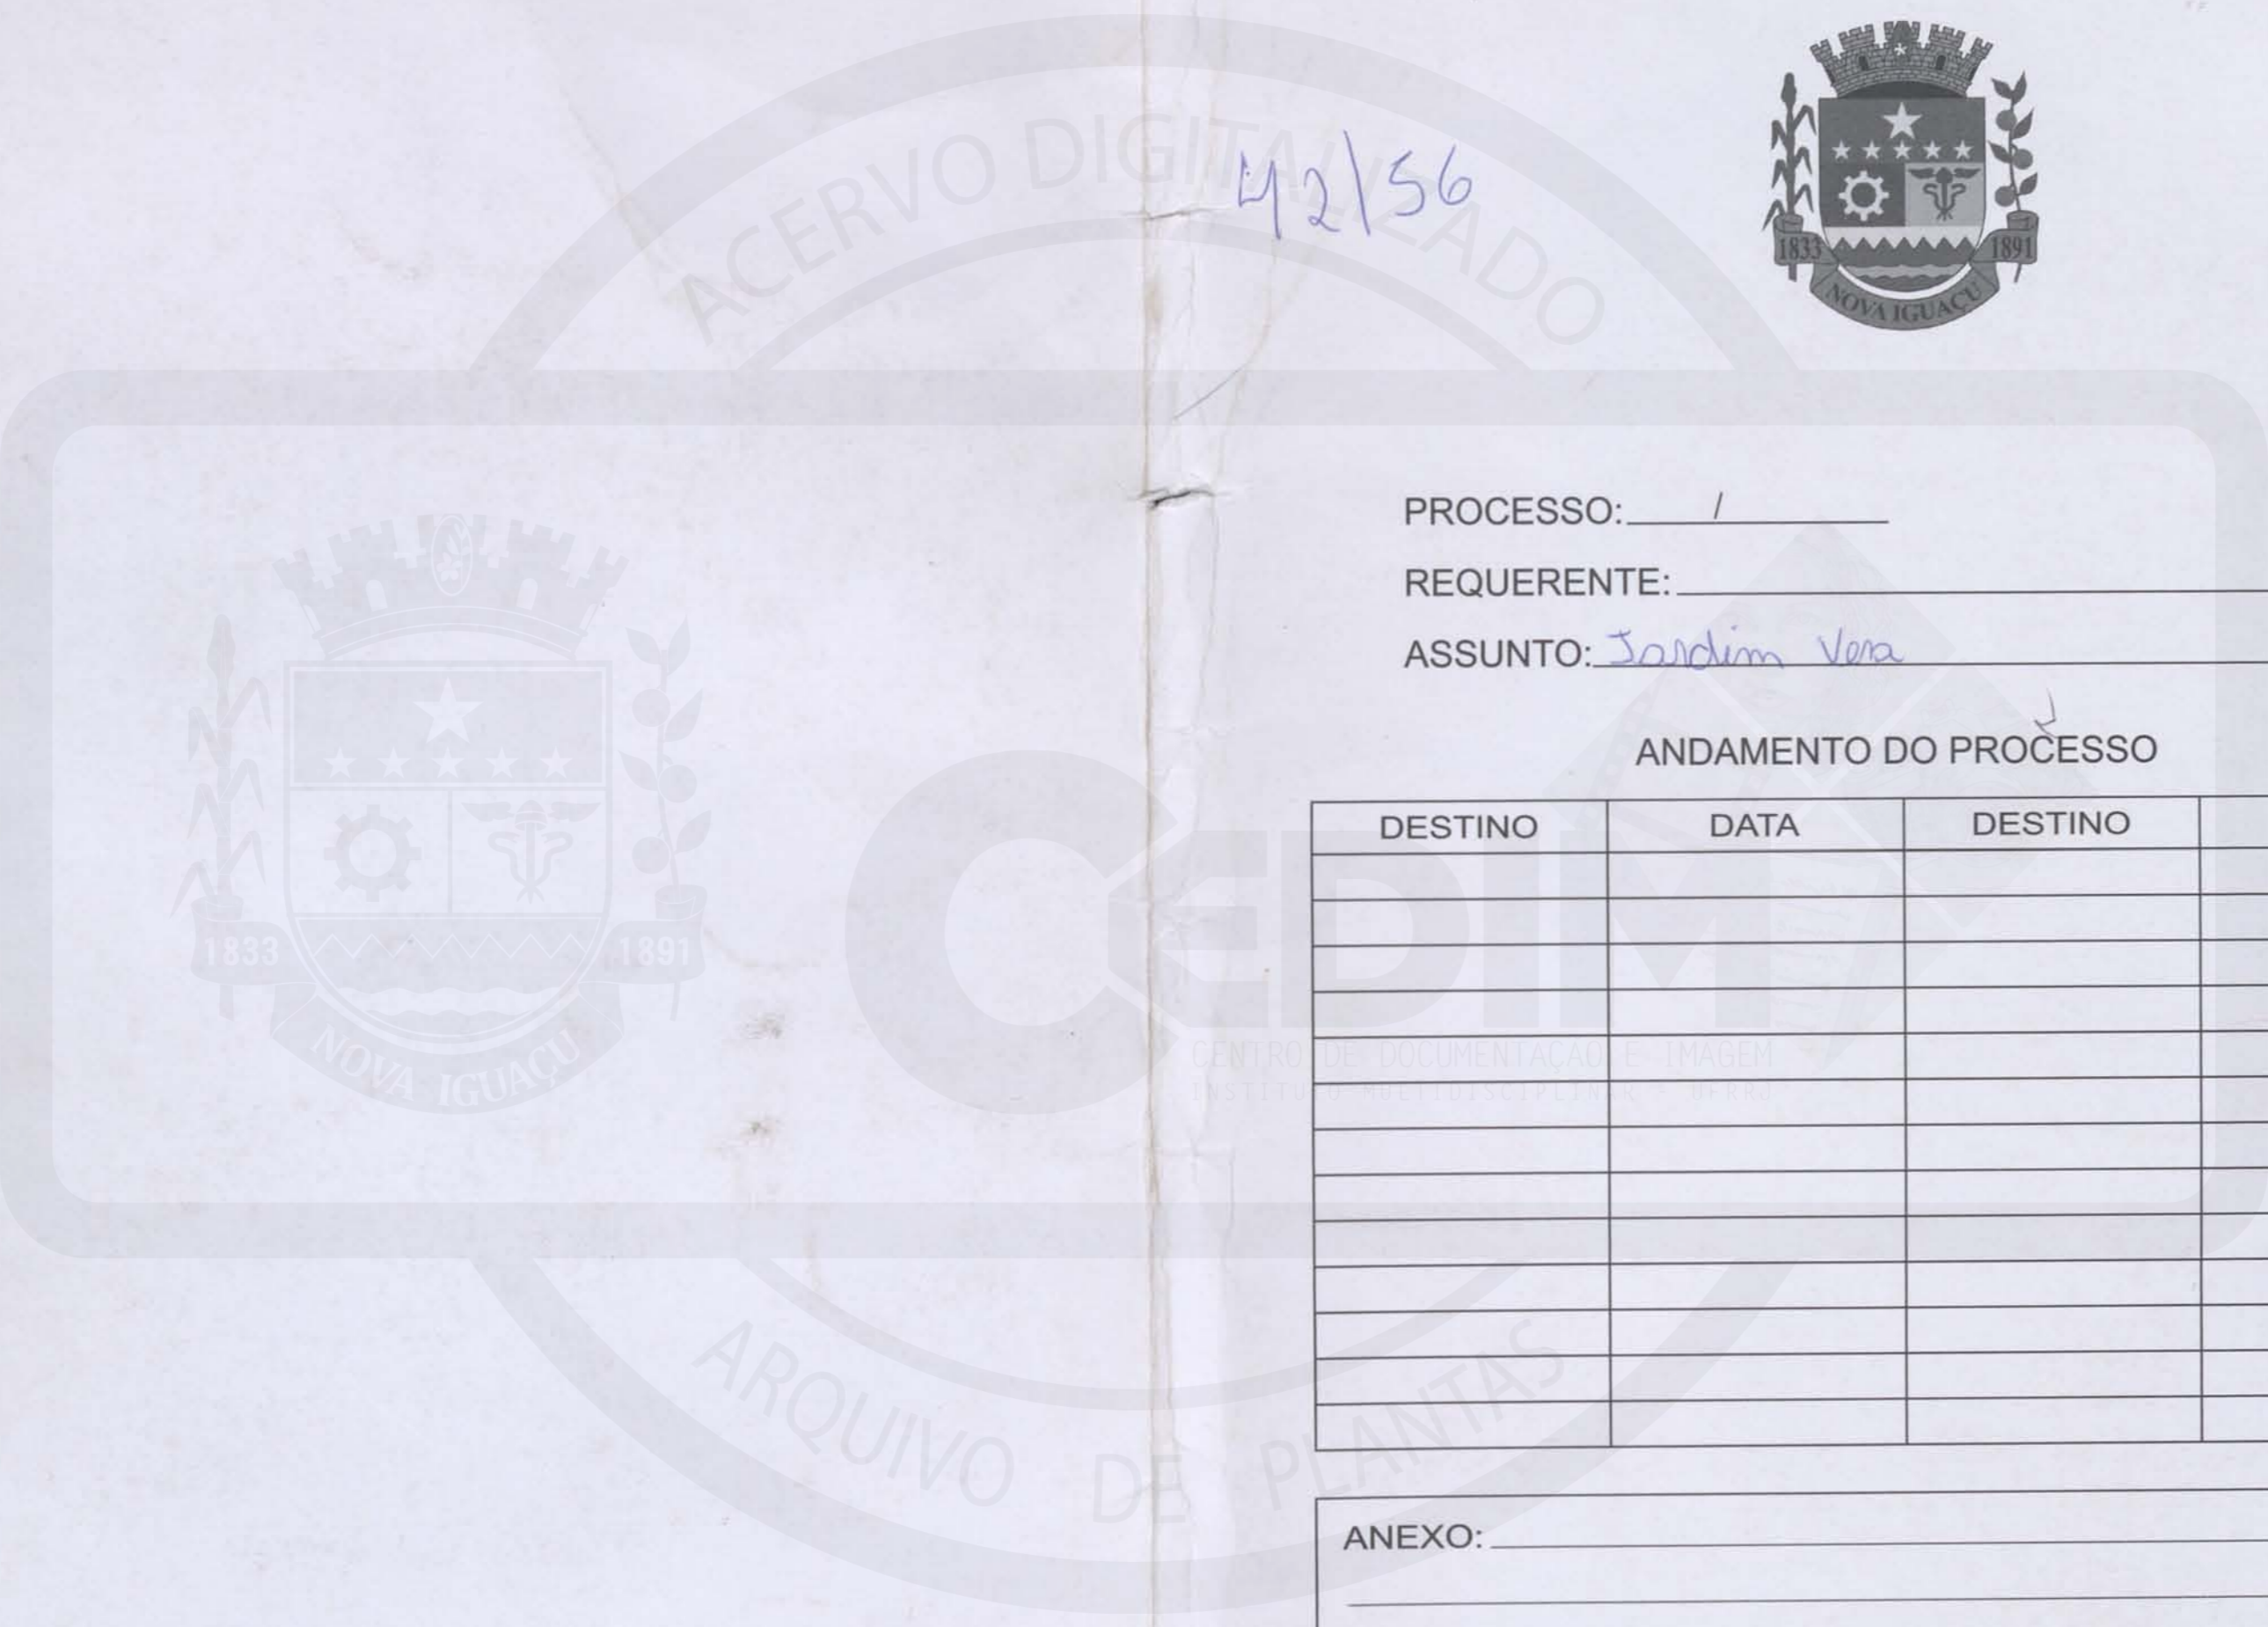 42\56
1833 1891
NOVA IGUAÇU
PROCESSO: /
REQUERENTE:
ASSUNTO: Jardim Vera
ANDAMENTO DO PROCESSO
DESTINO DATA DESTINO
ANEXO:
ACERVO DIGITALIZADO
1833 1891
NOVA IGUAÇU
CEDIM
CENTRO DE DOCUMENTAÇÃO E IMAGEM
INSTITUTO MULTIDISCIPLINAR - UFRRJ
ARQUIVO DE PLANTAS